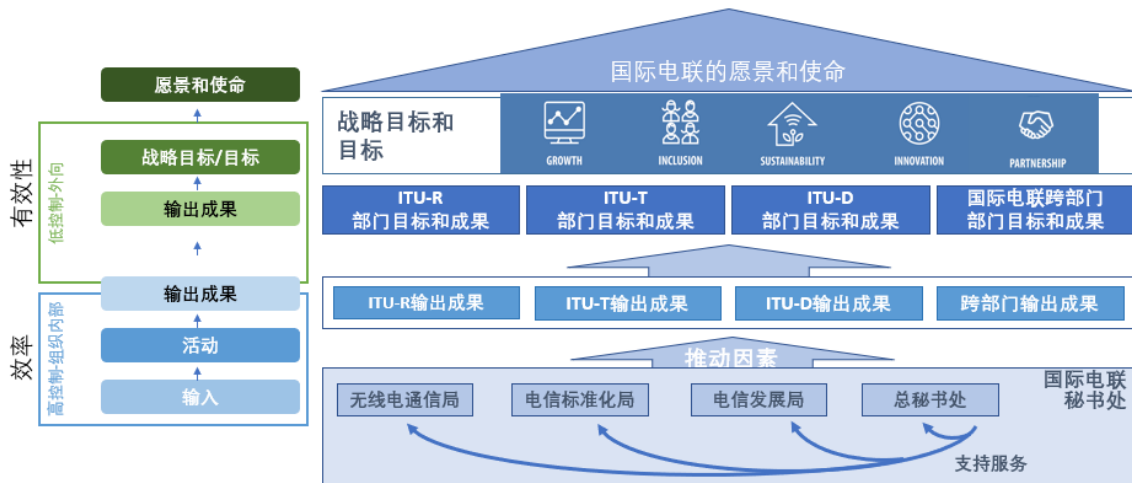 愿景和使命
有效性
低控制-外向
战略目标/目标
输出成果
输出成果
效率
高控制-组织内部
活动
输入
国际电联的愿景和使命
战略目标和
目标
GROWTH
INCLUSION
SUSTAINABILITY
INNOVATION
PARTNERSHIP
ITU-R
部门目标和成果
ITU-T
部门目标和成果
ITU-D
部门目标和成果
国际电联跨部门
部门目标和成果
ITU-R输出成果
ITU-T输出成果
ITU-D输出成果
跨部门输出成果
推动因素
国际电联
秘书处
无线电通信局
电信标准化局
电信发展局
总秘书处
支持服务